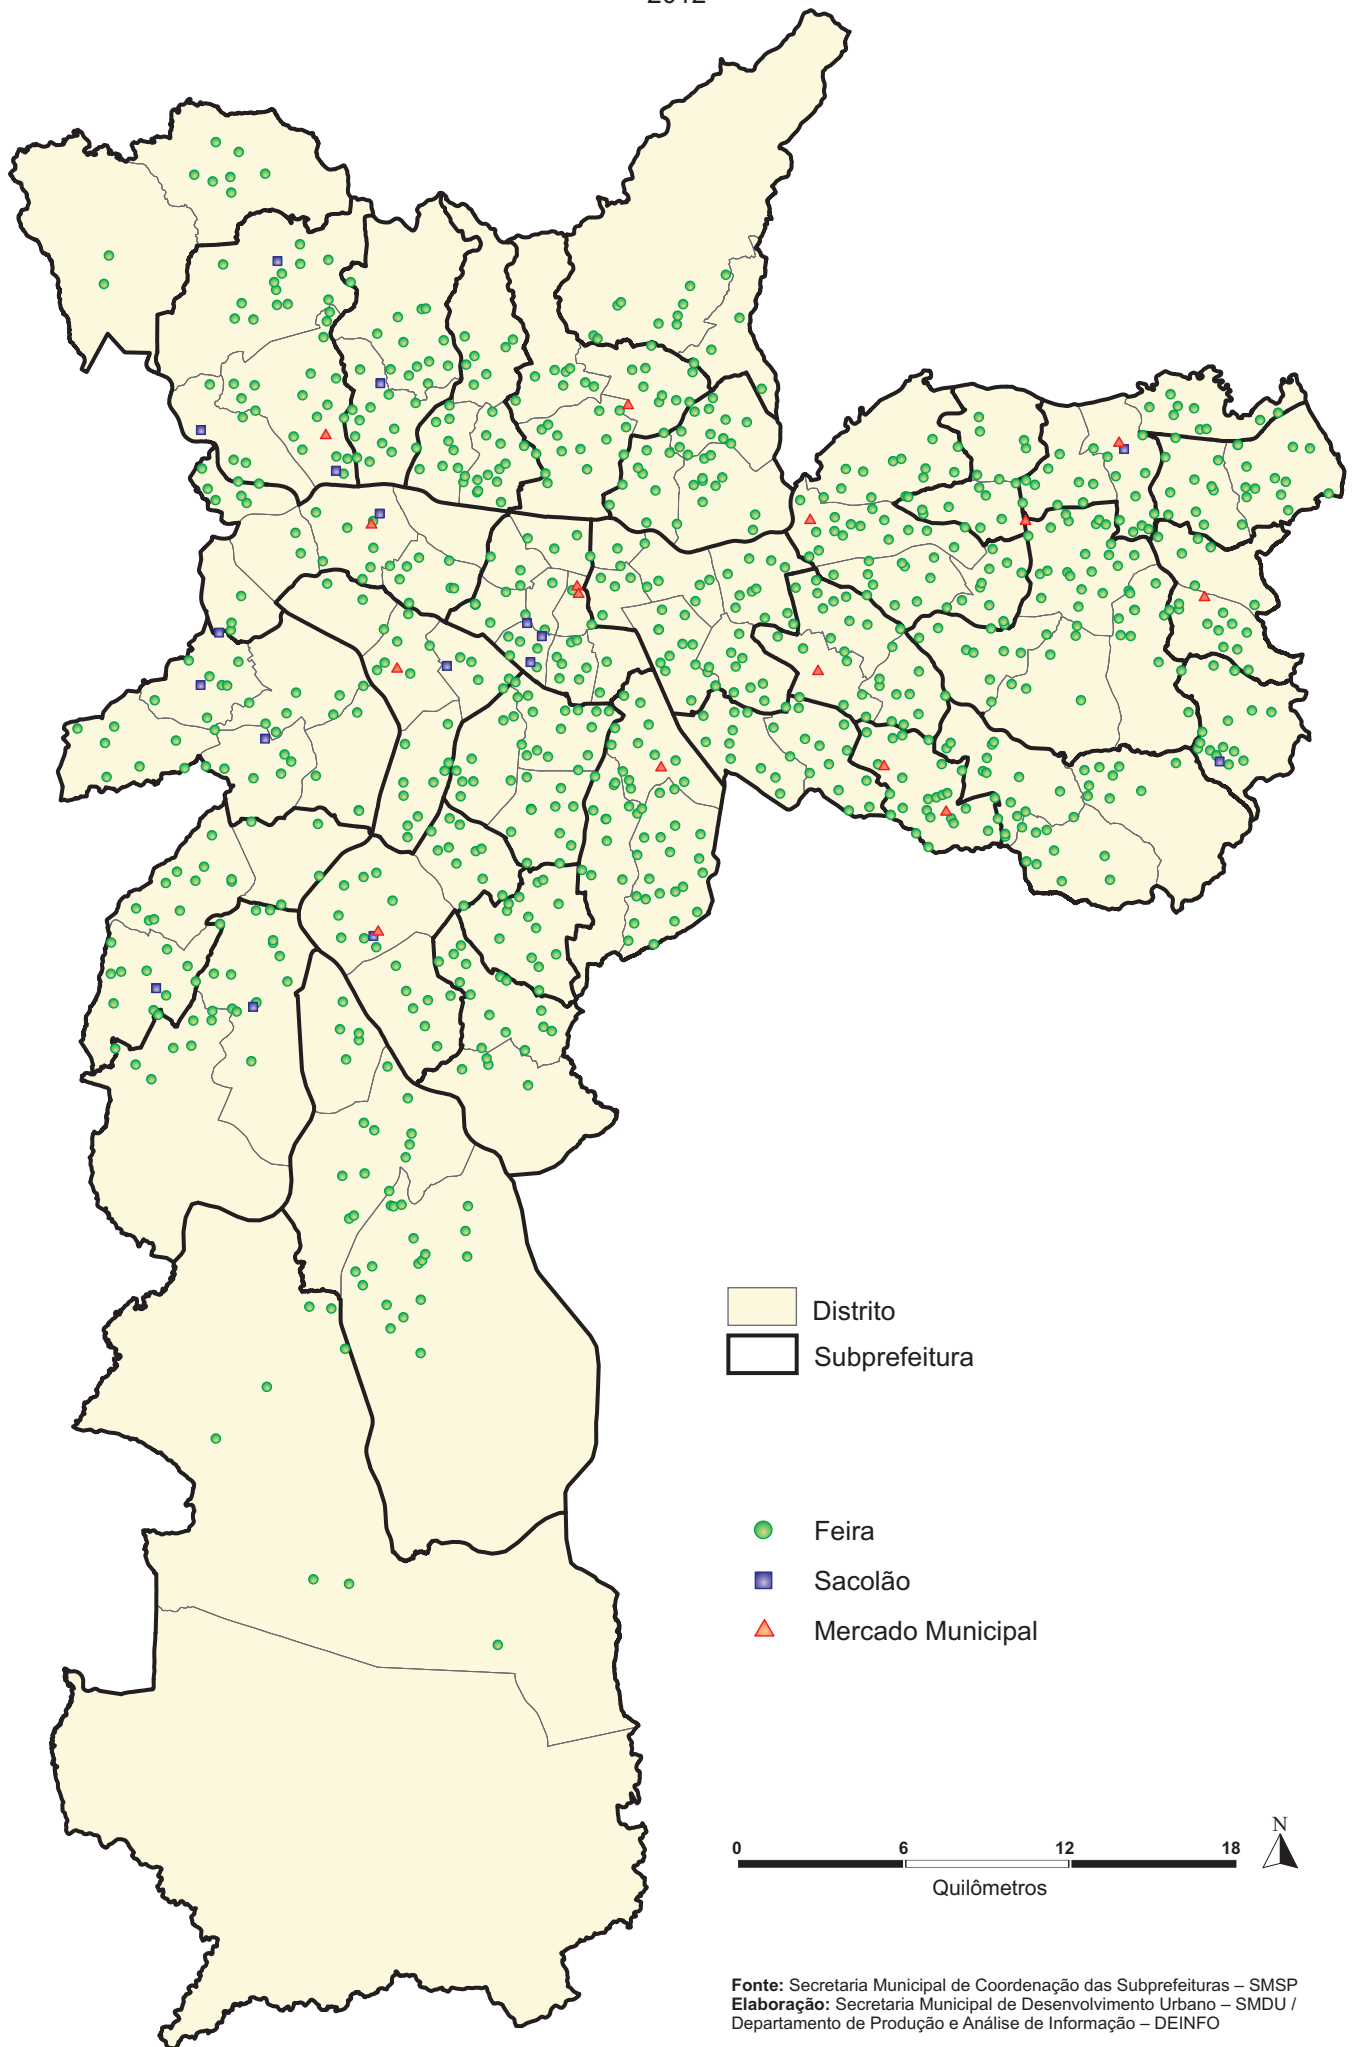 2012
Distrito
Subprefeitura
Feira
Sacolão
Mercado Municipal
N
0 6 12 18
Quilômetros
Fonte: Secretaria Municipal de Coordenação das Subprefeituras – SMSP
Elaboração: Secretaria Municipal de Desenvolvimento Urbano – SMDU /
Departamento de Produção e Análise de Informação – DEINFO